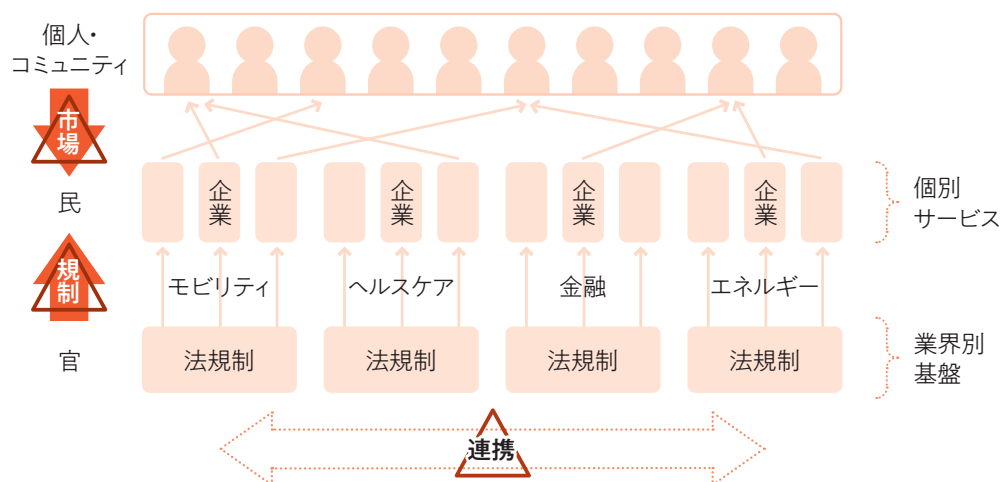 個人・
コミュニティ
市場
民
企業
企業
企業
企業
個別
サービス
規制
モビリティ
ヘルスケア
金融
エネルギー
官
法規制
法規制
法規制
法規制
業界別
基盤
連携